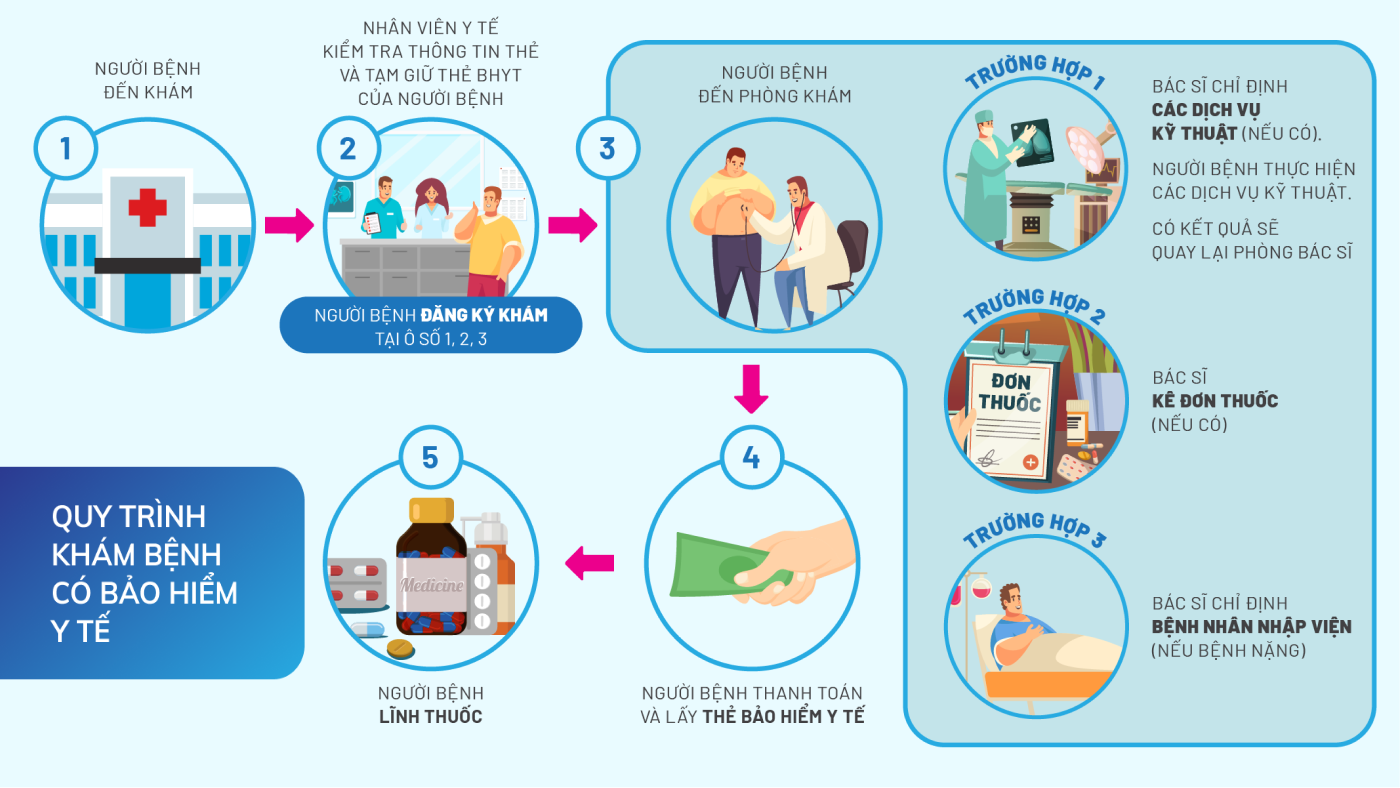 NGƯỜI BỆNH
ĐẾN KHÁM
1
NHÂN VIÊN Y TẾ
KIỂM TRA THÔNG TIN THẺ
VÀ TẠM GIỮ THẺ BHYT
CỦA NGƯỜI BỆNH
2
NGƯỜI BỆNH ĐĂNG KÝ KHÁM
TẠI Ô SỐ 1, 2, 3
3
NGƯỜI BỆNH
ĐẾN PHÒNG KHÁM
TRƯỜNG HỢP 1
BÁC SĨ CHỈ ĐỊNH
CÁC DỊCH VỤ
KỸ THUẬT (NẾU CÓ).
NGƯỜI BỆNH THỰC HIỆN
CÁC DỊCH VỤ KỸ THUẬT.
CÓ KẾT QUẢ SẼ
QUAY LẠI PHÒNG BÁC SĨ
TRƯỜNG HỢP 2
ĐƠN
THUỐC
BÁC SĨ
KÊ ĐƠN THUỐC
(NẾU CÓ)
TRƯỜNG HỢP 3
BÁC SĨ CHỈ ĐỊNH
BỆNH NHÂN NHẬP VIỆN
(NẾU BỆNH NẶNG)
4
NGƯỜI BỆNH THANH TOÁN
VÀ LẤY THẺ BẢO HIỂM Y TẾ
5
Medicine
NGƯỜI BỆNH
LĨNH THUỐC
QUY TRÌNH
KHÁM BỆNH
CÓ BẢO HIỂM
Y TẾ